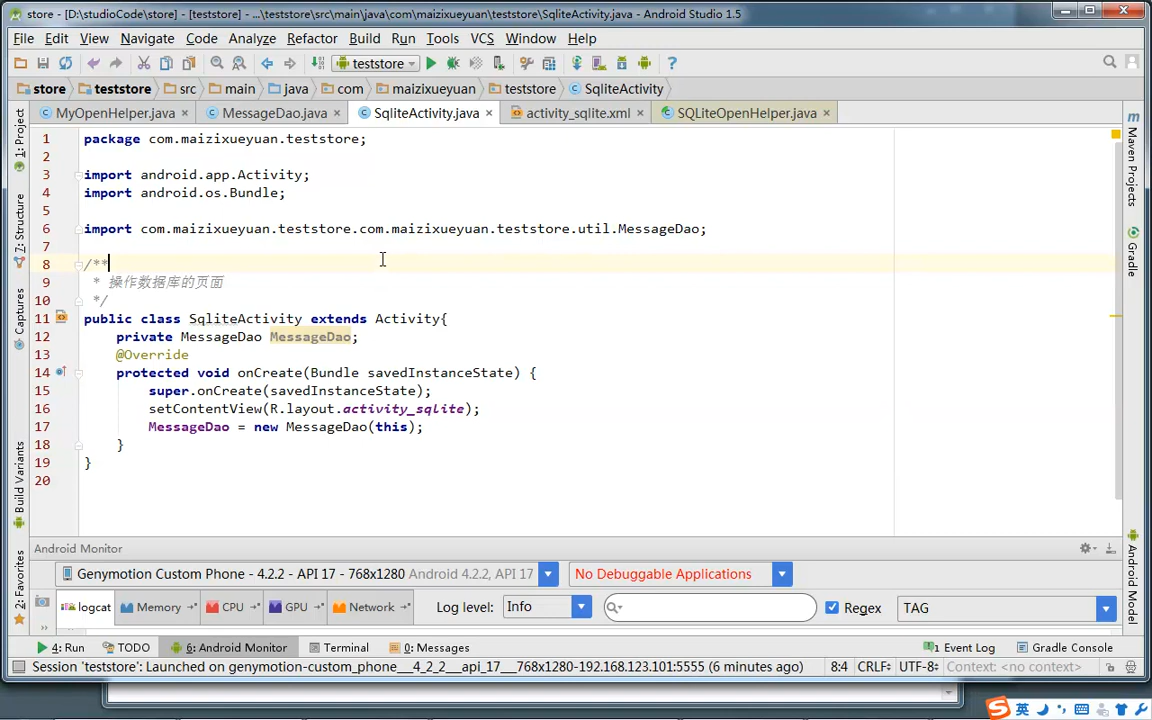 store - [D:\studioCode\store] - [teststore] - ...\teststore\src\main\java\com\maizixueyuan\teststore\SqliteActivity.java - Android Studio 1.5
File Edit View Navigate Code Analyze Refactor Build Run Tools VCS Window Help
teststore
store teststore src main java com maizixueyuan teststore SqliteActivity
MyOpenHelper.java MessageDao.java SqliteActivity.java activity_sqlite.xml SQLiteOpenHelper.java
1 package com.maizixueyuan.teststore;
2
3 import android.app.Activity;
4 import android.os.Bundle;
5
6 import com.maizixueyuan.teststore.com.maizixueyuan.teststore.util.MessageDao;
7
8 /**
9 * 操作数据库的页面
10 */
11 public class SqliteActivity extends Activity{
12 private MessageDao MessageDao;
13 @Override
14 protected void onCreate(Bundle savedInstanceState) {
15 super.onCreate(savedInstanceState);
16 setContentView(R.layout.activity_sqlite);
17 MessageDao = new MessageDao(this);
18 }
19 }
20
1: Project
7: Structure
Captures
Build Variants
2: Favorites
Maven Projects
Gradle
Android Model
Android Monitor
Genymotion Custom Phone - 4.2.2 - API 17 - 768x1280 Android 4.2.2, API 17 No Debuggable Applications
logcat Memory CPU GPU Network Log level: Info Regex TAG
4: Run TODO 6: Android Monitor Terminal 0: Messages 1 Event Log Gradle Console
Session 'teststore': Launched on genymotion-custom_phone___4_2_2___api_17___768x1280-192.168.123.101:5555 (6 minutes ago) 8:4 CRLF UTF-8 Context: <no context>
英